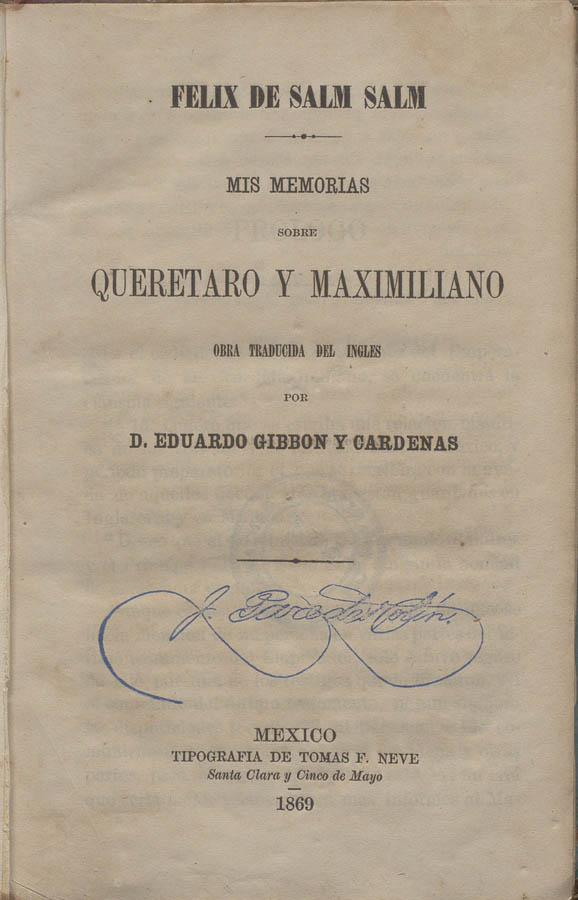 FELIX DE SALM SALM
MIS MEMORIAS
SOBRE
QUERETARO Y MAXIMILIANO
OBRA TRADUCIDA DEL INGLES
POR
D. EDUARDO GIBBON Y CARDENAS
J.
MEXICO
TIPOGRAFIA DE TOMAS F. NEVE
Santa Clara y Cinco de Mayo
1869